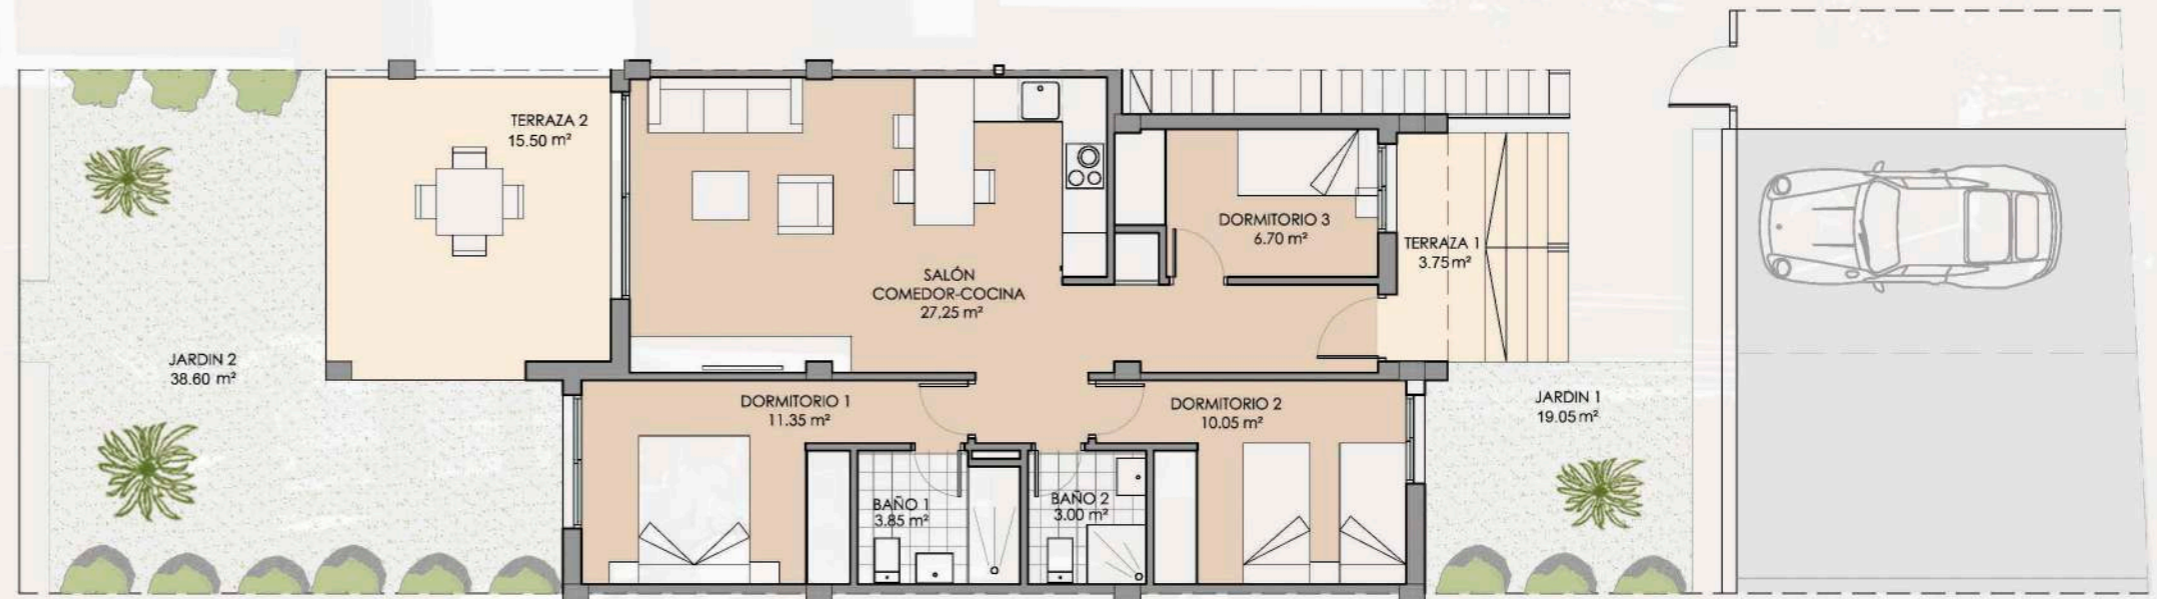 TERRAZA 2
15.50 m²
DORMITORIO 3
6.70 m²
TERRAZA 1
3.75 m²
SALÓN
COMEDOR-COCINA
27,25 m²
JARDIN 2
38.60 m²
DORMITORIO 1
11.35 m²
DORMITORIO 2
10.05 m²
JARDIN 1
19.05 m²
BAÑO 1
3.85 m²
BAÑO 2
3.00 m²